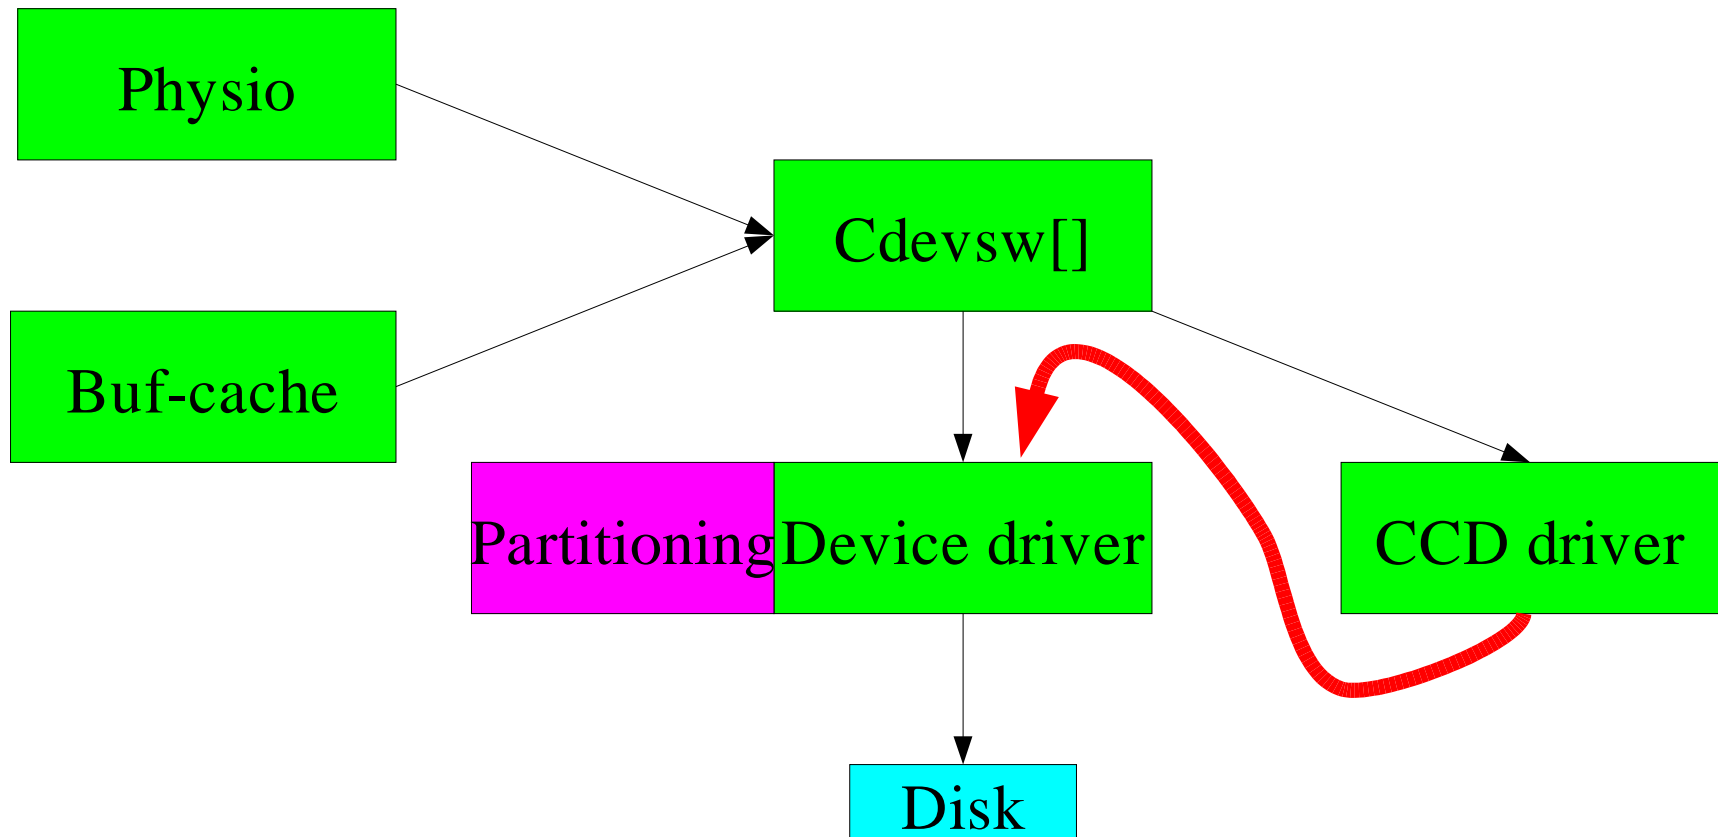 Physio
Cdevsw[]
Buf-cache
Partitioning
Device driver
CCD driver
Disk